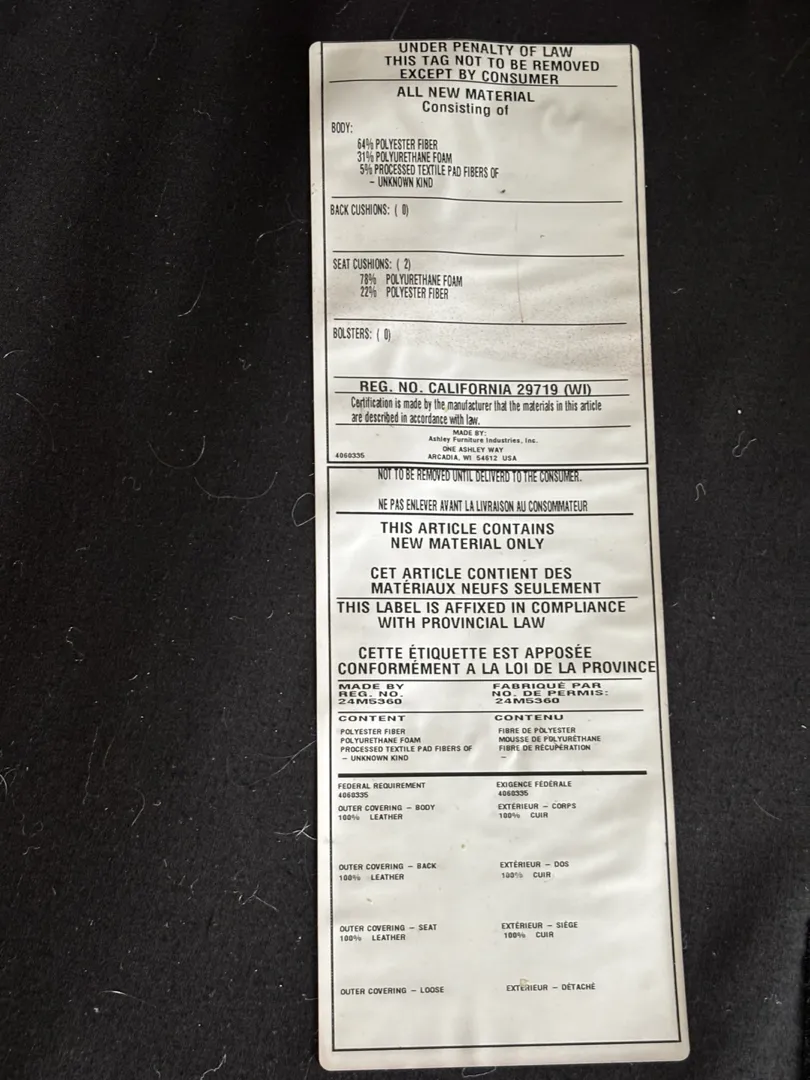 UNDER PENALTY OF LAW
THIS TAG NOT TO BE REMOVED
EXCEPT BY CONSUMER
ALL NEW MATERIAL
Consisting of
BODY:
64% POLYESTER FIBER
31% POLYURETHANE FOAM
5% PROCESSED TEXTILE PAD FIBERS OF
- UNKNOWN KIND
BACK CUSHIONS: ( 0)
SEAT CUSHIONS: ( 2)
78% POLYURETHANE FOAM
22% POLYESTER FIBER
BOLSTERS: ( 0)
REG. NO. CALIFORNIA 29719 (WI)
Certification is made by the manufacturer that the materials in this article
are described in accordance with law.
MADE BY:
Ashley Furniture Industries, Inc.
ONE ASHLEY WAY
4060335 ARCADIA, WI 54612 USA
NOT TO BE REMOVED UNTIL DELIVERD TO THE CONSUMER.
NE PAS ENLEVER AVANT LA LIVRAISON AU CONSOMMATEUR
THIS ARTICLE CONTAINS
NEW MATERIAL ONLY
CET ARTICLE CONTIENT DES
MATÉRIAUX NEUFS SEULEMENT
THIS LABEL IS AFFIXED IN COMPLIANCE
WITH PROVINCIAL LAW
CETTE ÉTIQUETTE EST APPOSÉE
CONFORMÉMENT A LA LOI DE LA PROVINCE
MADE BY FABRIQUÉ PAR
REG. NO. NO. DE PERMIS:
24M5360 24M5360
CONTENT CONTENU
POLYESTER FIBER FIBRE DE POLYESTER
POLYURETHANE FOAM MOUSSE DE POLYURÉTHANE
PROCESSED TEXTILE PAD FIBERS OF FIBRE DE RÉCUPÉRATION
- UNKNOWN KIND -
FEDERAL REQUIREMENT EXIGENCE FÉDÉRALE
4060335 4060335
OUTER COVERING - BODY EXTÉRIEUR - CORPS
100% LEATHER 100% CUIR
OUTER COVERING - BACK EXTÉRIEUR - DOS
100% LEATHER 100% CUIR
OUTER COVERING - SEAT EXTÉRIEUR - SIÈGE
100% LEATHER 100% CUIR
OUTER COVERING - LOOSE EXTÉRIEUR - DÉTACHÉ